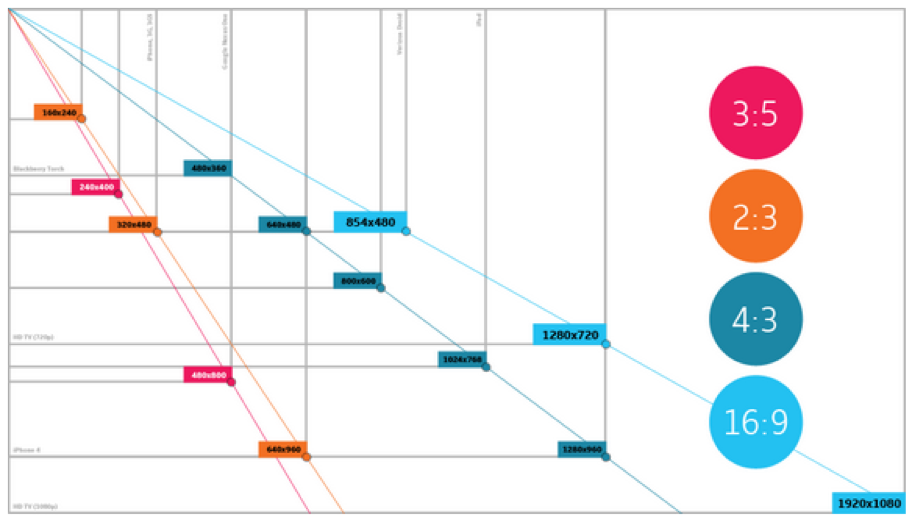 iPhone, 3G, 3GS
Google Nexus One
Various Droid
iPad
3:5
160x240
Blackberry Torch
480x360
240x400
2:3
320x480
640x480
854x480
800x600
4:3
HD TV (720p)
1280x720
1024x768
480x800
16:9
iPhone 4
640x960
1280x960
HD TV (1080p)
1920x1080